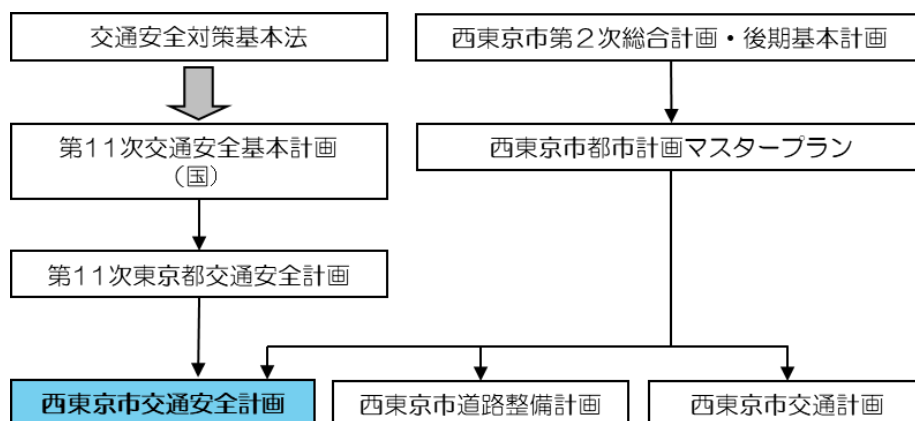 交通安全対策基本法
西東京市第２次総合計画・後期基本計画
第11次交通安全基本計画
（国）
西東京市都市計画マスタープラン
第11次東京都交通安全計画
西東京市交通安全計画
西東京市道路整備計画
西東京市交通計画